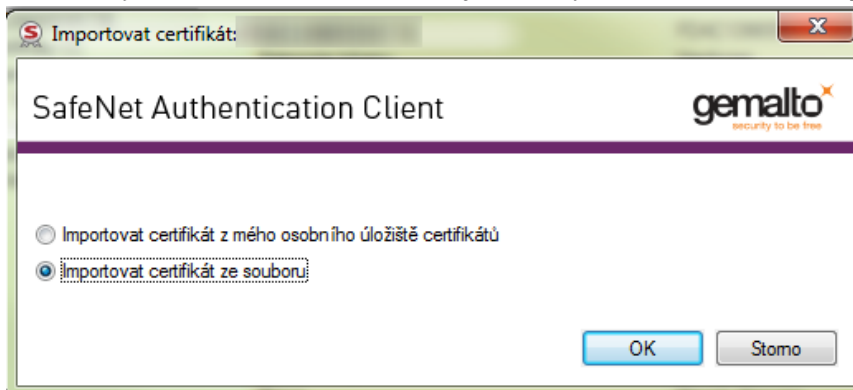 Importovat certifikát:
SafeNet Authentication Client
gemalto
security to be free
Importovat certifikát z mého osobního úložiště certifikátů
Importovat certifikát ze souboru
OK
Storno